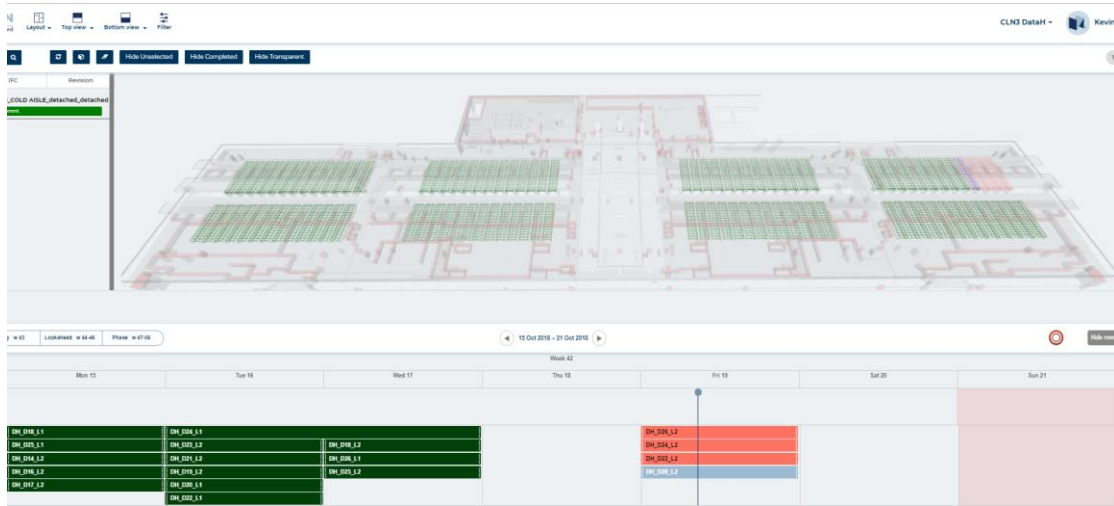 Layout Top view Bottom view Filter
CLN3 DataH Kevin
Hide Unselected Hide Completed Hide Transparent
IFC Revision
_COLD AISLE_detached_detached
w 43 Lookahead w 44-46 Phase w 47-56
15 Oct 2018 - 21 Oct 2018
Hide
Week 42
Mon 15 Tue 16 Wed 17 Thu 18 Fri 19 Sat 20 Sun 21
DH_D18_L1 DH_D24_L1 DH_D26_L2
DH_D25_L1 DH_D23_L2 DH_D18_L2 DH_D24_L2
DH_D14_L2 DH_D21_L2 DH_D26_L1 DH_D22_L2
DH_D16_L2 DH_D19_L2 DH_D25_L2 DH_D20_L2
DH_D17_L2 DH_D20_L1
DH_D22_L1